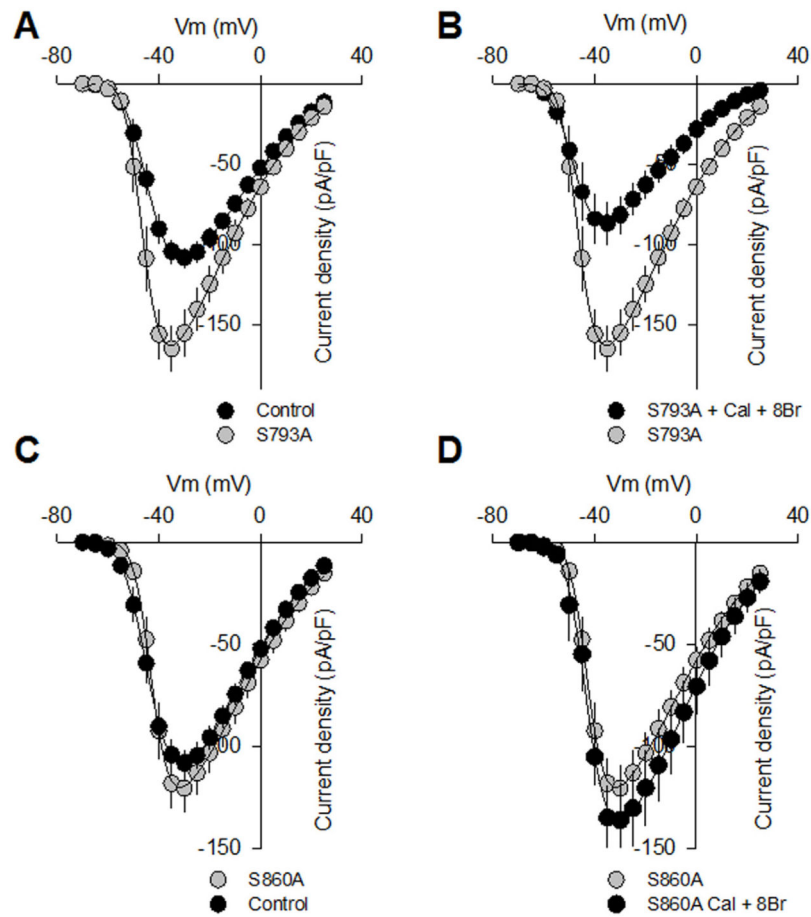 A
Vm (mV)
-80 -40 0 40
-50
-100
-150
Current density (pA/pF)
Control
S793A
B
Vm (mV)
-80 -40 0 40
-50
-100
-150
Current density (pA/pF)
S793A + Cal + 8Br
S793A
C
Vm (mV)
-80 -40 0 40
-50
-100
-150
Current density (pA/pF)
S860A
Control
D
Vm (mV)
-80 -40 0 40
-50
-100
-150
Current density (pA/pF)
S860A
S860A Cal + 8Br